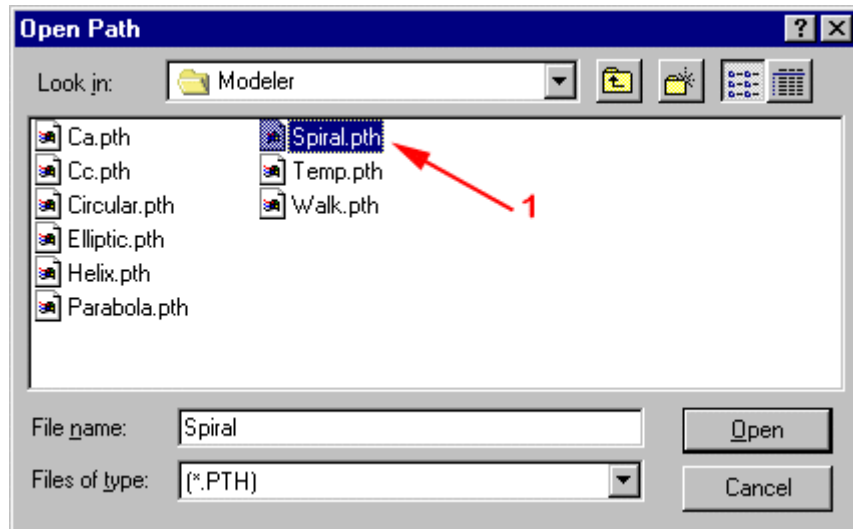 Open Path
Look in: Modeler
Ca.pth Spiral.pth
Cc.pth Temp.pth
Circular.pth Walk.pth
Elliptic.pth
Helix.pth
Parabola.pth
1
File name: Spiral Open
Files of type: (*.PTH) Cancel